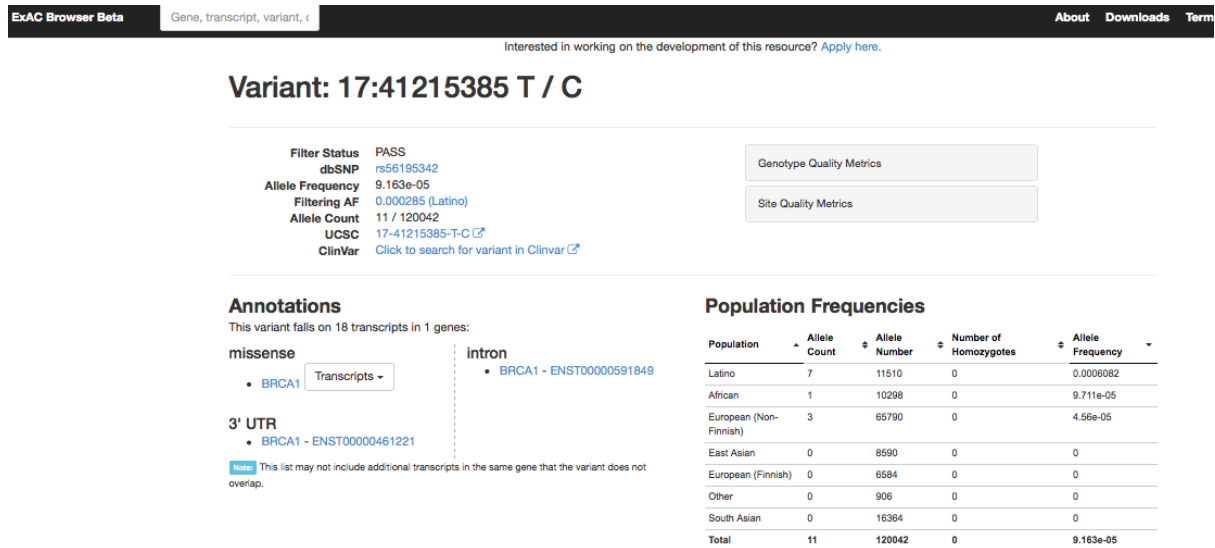 ExAC Browser Beta
Gene, transcript, variant, c
About Downloads Term
Interested in working on the development of this resource? Apply here.
Variant: 17:41215385 T / C
Filter Status PASS
dbSNP rs56195342
Allele Frequency 9.163e-05
Filtering AF 0.000285 (Latino)
Allele Count 11 / 120042
UCSC 17-41215385-T-C
ClinVar Click to search for variant in Clinvar
Genotype Quality Metrics
Site Quality Metrics
Annotations
This variant falls on 18 transcripts in 1 genes:
missense
BRCA1 Transcripts
intron
BRCA1 - ENST00000591849
3' UTR
BRCA1 - ENST00000461221
Note: This list may not include additional transcripts in the same gene that the variant does not
overlap.
Population Frequencies
Population Allele Count Allele Number Number of Homozygotes Allele Frequency
Latino 7 11510 0 0.0006082
African 1 10298 0 9.711e-05
European (Non-Finnish) 3 65790 0 4.56e-05
East Asian 0 8590 0 0
European (Finnish) 0 6584 0 0
Other 0 906 0 0
South Asian 0 16364 0 0
Total 11 120042 0 9.163e-05